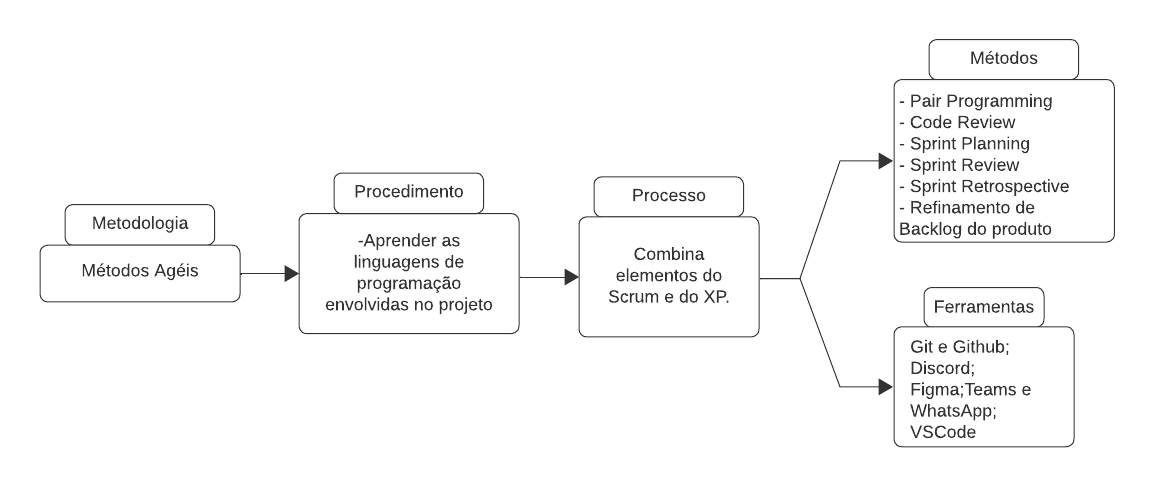 Metodologia
Métodos Agéis
Procedimento
-Aprender as
linguagens de
programação
envolvidas no projeto
Processo
Combina
elementos do
Scrum e do XP.
Métodos
- Pair Programming
- Code Review
- Sprint Planning
- Sprint Review
- Sprint Retrospective
- Refinamento de
Backlog do produto
Ferramentas
Git e Github;
Discord;
Figma;Teams e
WhatsApp;
VSCode